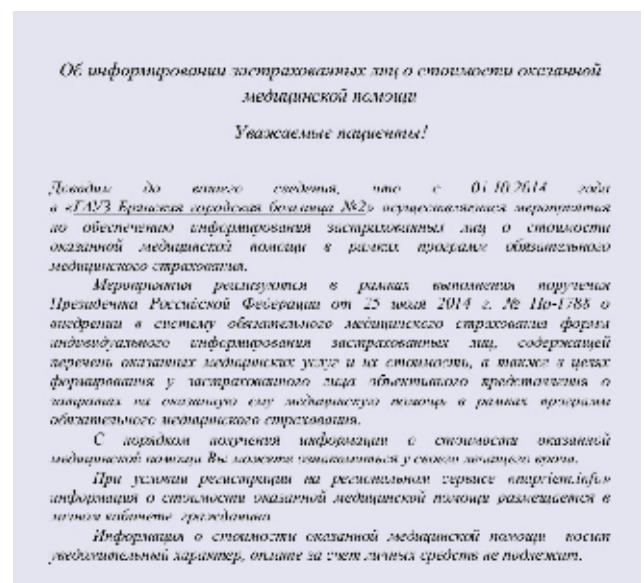 Об информировании застрахованных лиц о стоимости оказанной
медицинской помощи
Уважаемые пациенты!
Доводим до вашего сведения, что с 01.10.2014 года
в «ГАУЗ Брянская городская больница №2» осуществляются мероприятия
по обеспечению информирования застрахованных лиц о стоимости
оказанной медицинской помощи в рамках программ обязательного
медицинского страхования.
Мероприятия реализуются в рамках выполнения поручения
Президента Российской Федерации от 25 июля 2014 г. № Пр-1788 о
внедрении в систему обязательного медицинского страхования формы
индивидуального информирования застрахованных лиц, содержащей
перечень оказанных медицинских услуг и их стоимость, а также в целях
формирования у застрахованного лица объективного представления о
затратах на оказанную ему медицинскую помощь в рамках программ
обязательного медицинского страхования.
С порядком получения информации о стоимости оказанной
медицинской помощи Вы можете ознакомиться у своего лечащего врача.
При условии регистрации на региональном сервисе «napriem.info»
информация о стоимости оказанной медицинской помощи размещается в
личном кабинете гражданина.
Информация о стоимости оказанной медицинской помощи носит
уведомительный характер, оплате за счет личных средств не подлежит.